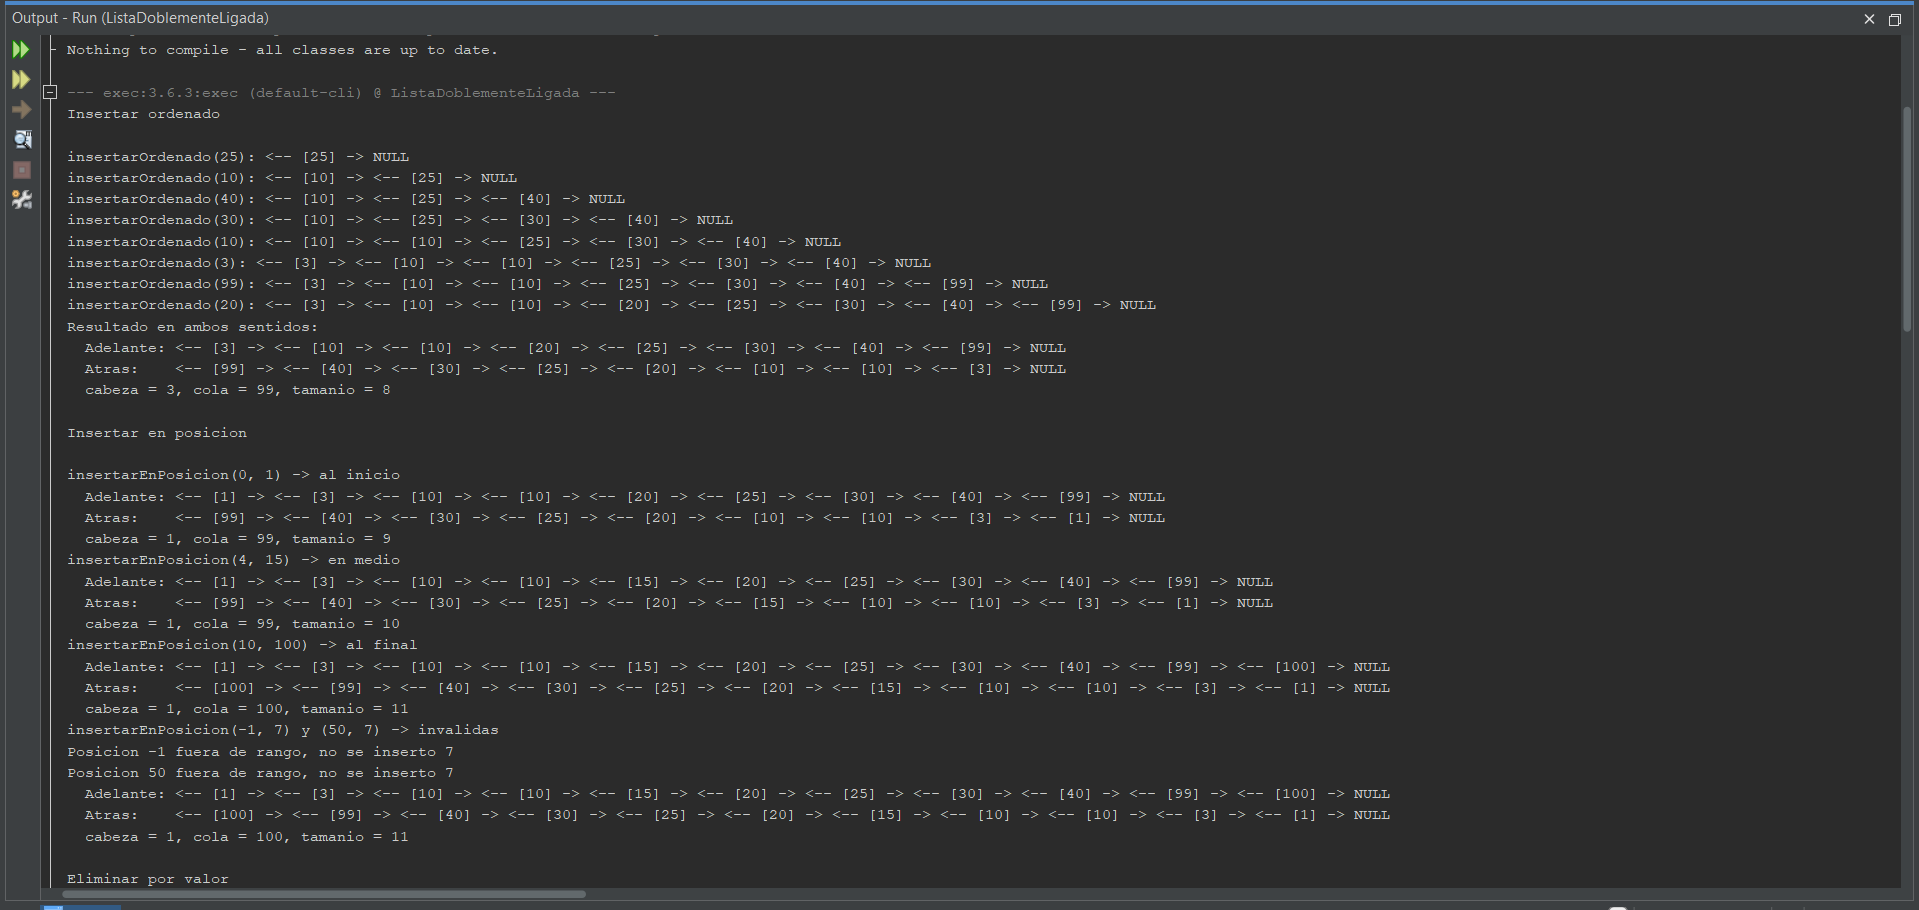 Output - Run (ListaDoblementeLigada)
Nothing to compile - all classes are up to date.
--- exec:3.6.3:exec (default-cli) @ ListaDoblementeLigada ---
Insertar ordenado
insertarOrdenado(25): <-- [25] -> NULL
insertarOrdenado(10): <-- [10] -> <-- [25] -> NULL
insertarOrdenado(40): <-- [10] -> <-- [25] -> <-- [40] -> NULL
insertarOrdenado(30): <-- [10] -> <-- [25] -> <-- [30] -> <-- [40] -> NULL
insertarOrdenado(10): <-- [10] -> <-- [10] -> <-- [25] -> <-- [30] -> <-- [40] -> NULL
insertarOrdenado(3): <-- [3] -> <-- [10] -> <-- [10] -> <-- [25] -> <-- [30] -> <-- [40] -> NULL
insertarOrdenado(99): <-- [3] -> <-- [10] -> <-- [10] -> <-- [25] -> <-- [30] -> <-- [40] -> <-- [99] -> NULL
insertarOrdenado(20): <-- [3] -> <-- [10] -> <-- [10] -> <-- [20] -> <-- [25] -> <-- [30] -> <-- [40] -> <-- [99] -> NULL
Resultado en ambos sentidos:
  Adelante: <-- [3] -> <-- [10] -> <-- [10] -> <-- [20] -> <-- [25] -> <-- [30] -> <-- [40] -> <-- [99] -> NULL
  Atras:    <-- [99] -> <-- [40] -> <-- [30] -> <-- [25] -> <-- [20] -> <-- [10] -> <-- [10] -> <-- [3] -> NULL
  cabeza = 3, cola = 99, tamanio = 8
Insertar en posicion
insertarEnPosicion(0, 1) -> al inicio
  Adelante: <-- [1] -> <-- [3] -> <-- [10] -> <-- [10] -> <-- [20] -> <-- [25] -> <-- [30] -> <-- [40] -> <-- [99] -> NULL
  Atras:    <-- [99] -> <-- [40] -> <-- [30] -> <-- [25] -> <-- [20] -> <-- [10] -> <-- [10] -> <-- [3] -> <-- [1] -> NULL
  cabeza = 1, cola = 99, tamanio = 9
insertarEnPosicion(4, 15) -> en medio
  Adelante: <-- [1] -> <-- [3] -> <-- [10] -> <-- [10] -> <-- [15] -> <-- [20] -> <-- [25] -> <-- [30] -> <-- [40] -> <-- [99] -> NULL
  Atras:    <-- [99] -> <-- [40] -> <-- [30] -> <-- [25] -> <-- [20] -> <-- [15] -> <-- [10] -> <-- [10] -> <-- [3] -> <-- [1] -> NULL
  cabeza = 1, cola = 99, tamanio = 10
insertarEnPosicion(10, 100) -> al final
  Adelante: <-- [1] -> <-- [3] -> <-- [10] -> <-- [10] -> <-- [15] -> <-- [20] -> <-- [25] -> <-- [30] -> <-- [40] -> <-- [99] -> <-- [100] -> NULL
  Atras:    <-- [100] -> <-- [99] -> <-- [40] -> <-- [30] -> <-- [25] -> <-- [20] -> <-- [15] -> <-- [10] -> <-- [10] -> <-- [3] -> <-- [1] -> NULL
  cabeza = 1, cola = 100, tamanio = 11
insertarEnPosicion(-1, 7) y (50, 7) -> invalidas
Posicion -1 fuera de rango, no se inserto 7
Posicion 50 fuera de rango, no se inserto 7
  Adelante: <-- [1] -> <-- [3] -> <-- [10] -> <-- [10] -> <-- [15] -> <-- [20] -> <-- [25] -> <-- [30] -> <-- [40] -> <-- [99] -> <-- [100] -> NULL
  Atras:    <-- [100] -> <-- [99] -> <-- [40] -> <-- [30] -> <-- [25] -> <-- [20] -> <-- [15] -> <-- [10] -> <-- [10] -> <-- [3] -> <-- [1] -> NULL
  cabeza = 1, cola = 100, tamanio = 11
Eliminar por valor